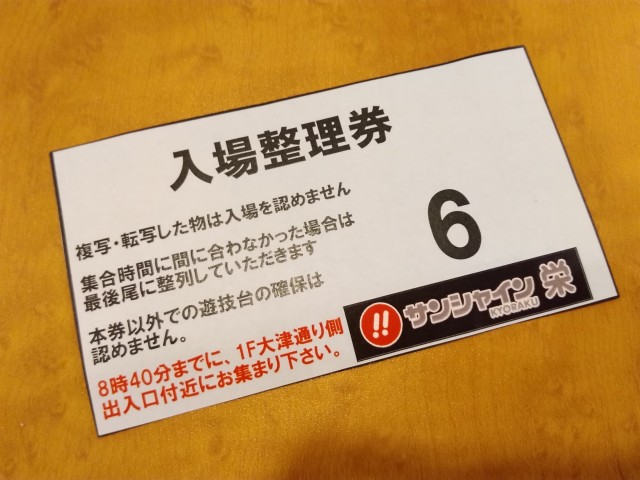 入場整理券
6
複写・転写した物は入場を認めません
集合時間に間に合わなかった場合は
最後尾に整列していただきます
本券以外での遊技台の確保は
認めません。
8時40分までに、1F大津通り側
出入口付近にお集まり下さい。
!! サンシャイン栄
KYORAKU